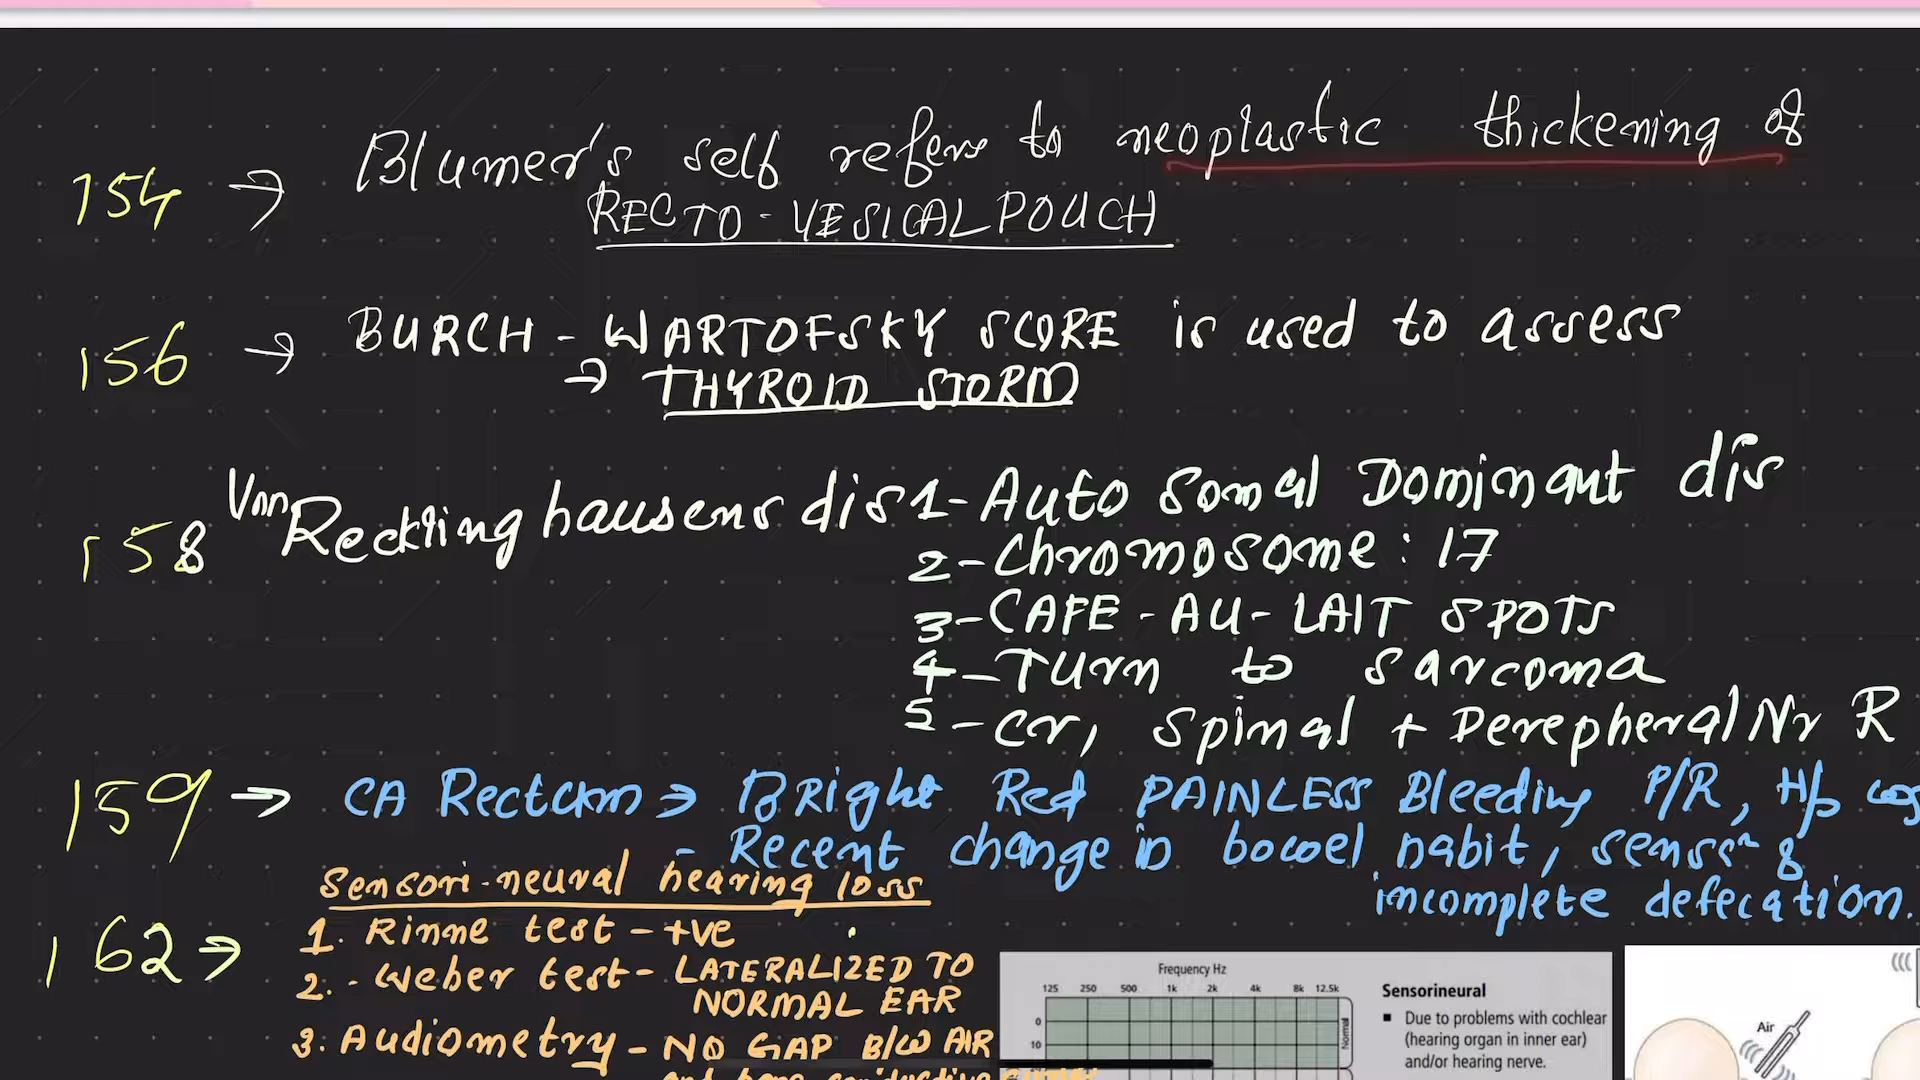 154 → Blumer's self refers to neoplastic thickening of
RECTO - VESICAL POUCH
156 → BURCH - WARTOFSKY SCORE is used to assess
→ THYROID STORM
158 Von Recklinghausens dis 1- Auto Somal Dominant dis
2- Chromosome : 17
3- CAFE - AU - LAIT SPOTS
4- Turn to sarcoma
5- cr, spinal + Perepheral Nr R
159 → CA Rectum → BRight Red PAINLESS Bleeding P/R, H/o
- Recent change in bowel habit, sensn of
incomplete defecation.
Sensori-neural hearing loss
162 → 1. Rinne test - +ve
2. - Weber test - LATERALIZED TO
NORMAL EAR
3. Audiometry - NO GAP B/W AIR
Frequency Hz
125 250 500 1k 2k 4k 8k 12.5k
0
10
Normal
Sensorineural
▪ Due to problems with cochlear
(hearing organ in inner ear)
and/or hearing nerve.
Air